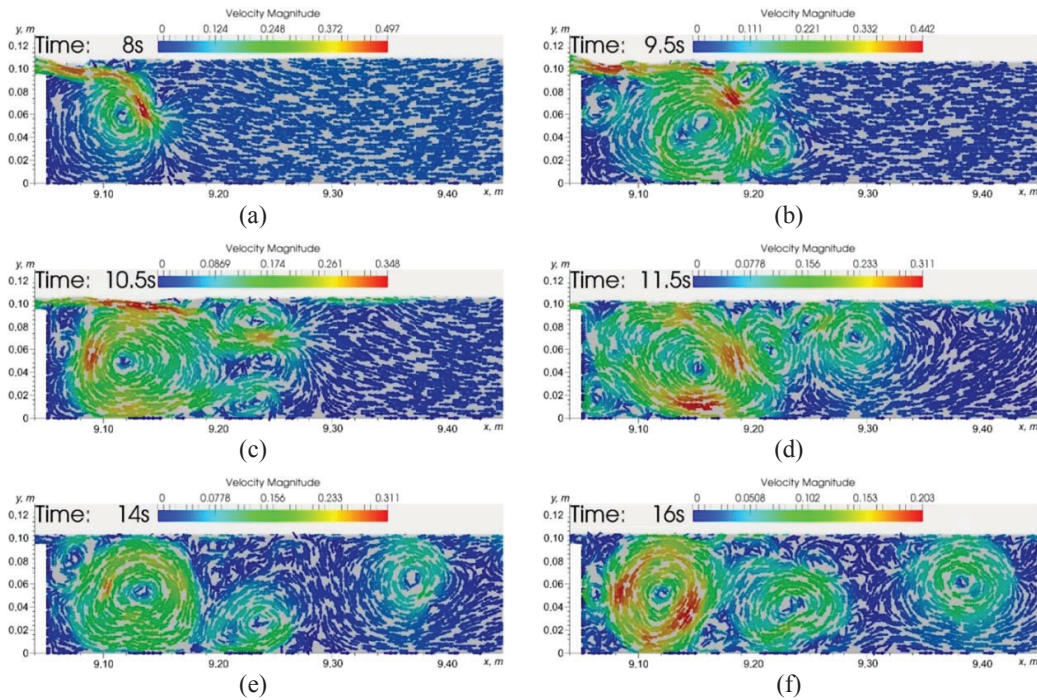 Velocity Magnitude
y, m 0 0.124 0.248 0.372 0.497
0.12 Time: 8s
0.10
0.08
0.06
0.04
0.02
0
9.10 9.20 9.30 9.40 x, m
(a)
Velocity Magnitude
y, m 0 0.111 0.221 0.332 0.442
0.12 Time: 9.5s
0.10
0.08
0.06
0.04
0.02
0
9.10 9.20 9.30 9.40 x, m
(b)
Velocity Magnitude
y, m 0 0.0869 0.174 0.261 0.348
0.12 Time: 10.5s
0.10
0.08
0.06
0.04
0.02
0
9.10 9.20 9.30 9.40 x, m
(c)
Velocity Magnitude
y, m 0 0.0778 0.156 0.233 0.311
0.12 Time: 11.5s
0.10
0.08
0.06
0.04
0.02
0
9.10 9.20 9.30 9.40 x, m
(d)
Velocity Magnitude
y, m 0 0.0778 0.156 0.233 0.311
0.12 Time: 14s
0.10
0.08
0.06
0.04
0.02
0
9.10 9.20 9.30 9.40 x, m
(e)
Velocity Magnitude
y, m 0 0.0508 0.102 0.153 0.203
0.12 Time: 16s
0.10
0.08
0.06
0.04
0.02
0
9.10 9.20 9.30 9.40 x, m
(f)